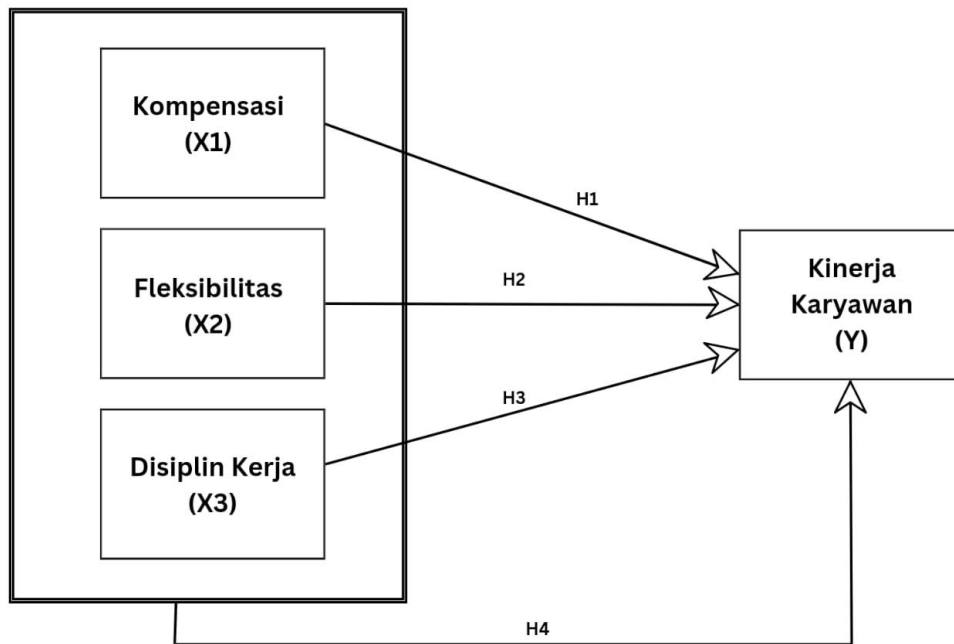 Kompensasi
(X1)
H1
Fleksibilitas
(X2)
H2
Kinerja
Karyawan
(Y)
H3
Disiplin Kerja
(X3)
H4